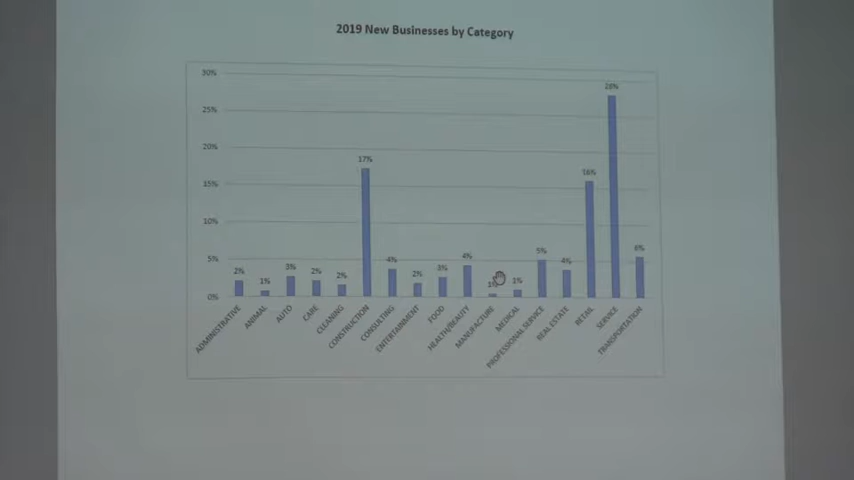 2019 New Businesses by Category
30%
25%
20%
15%
10%
5%
0%
2%
1%
3%
2%
2%
17%
4%
2%
3%
4%
1%
1%
5%
4%
16%
28%
6%
ADMINISTRATIVE
ANIMAL
AUTO
CARE
CLEANING
CONSTRUCTION
CONSULTING
ENTERTAINMENT
FOOD
HEALTH/BEAUTY
MANUFACTURE
MEDICAL
PROFESSIONAL SERVICE
REAL ESTATE
RETAIL
SERVICE
TRANSPORTATION